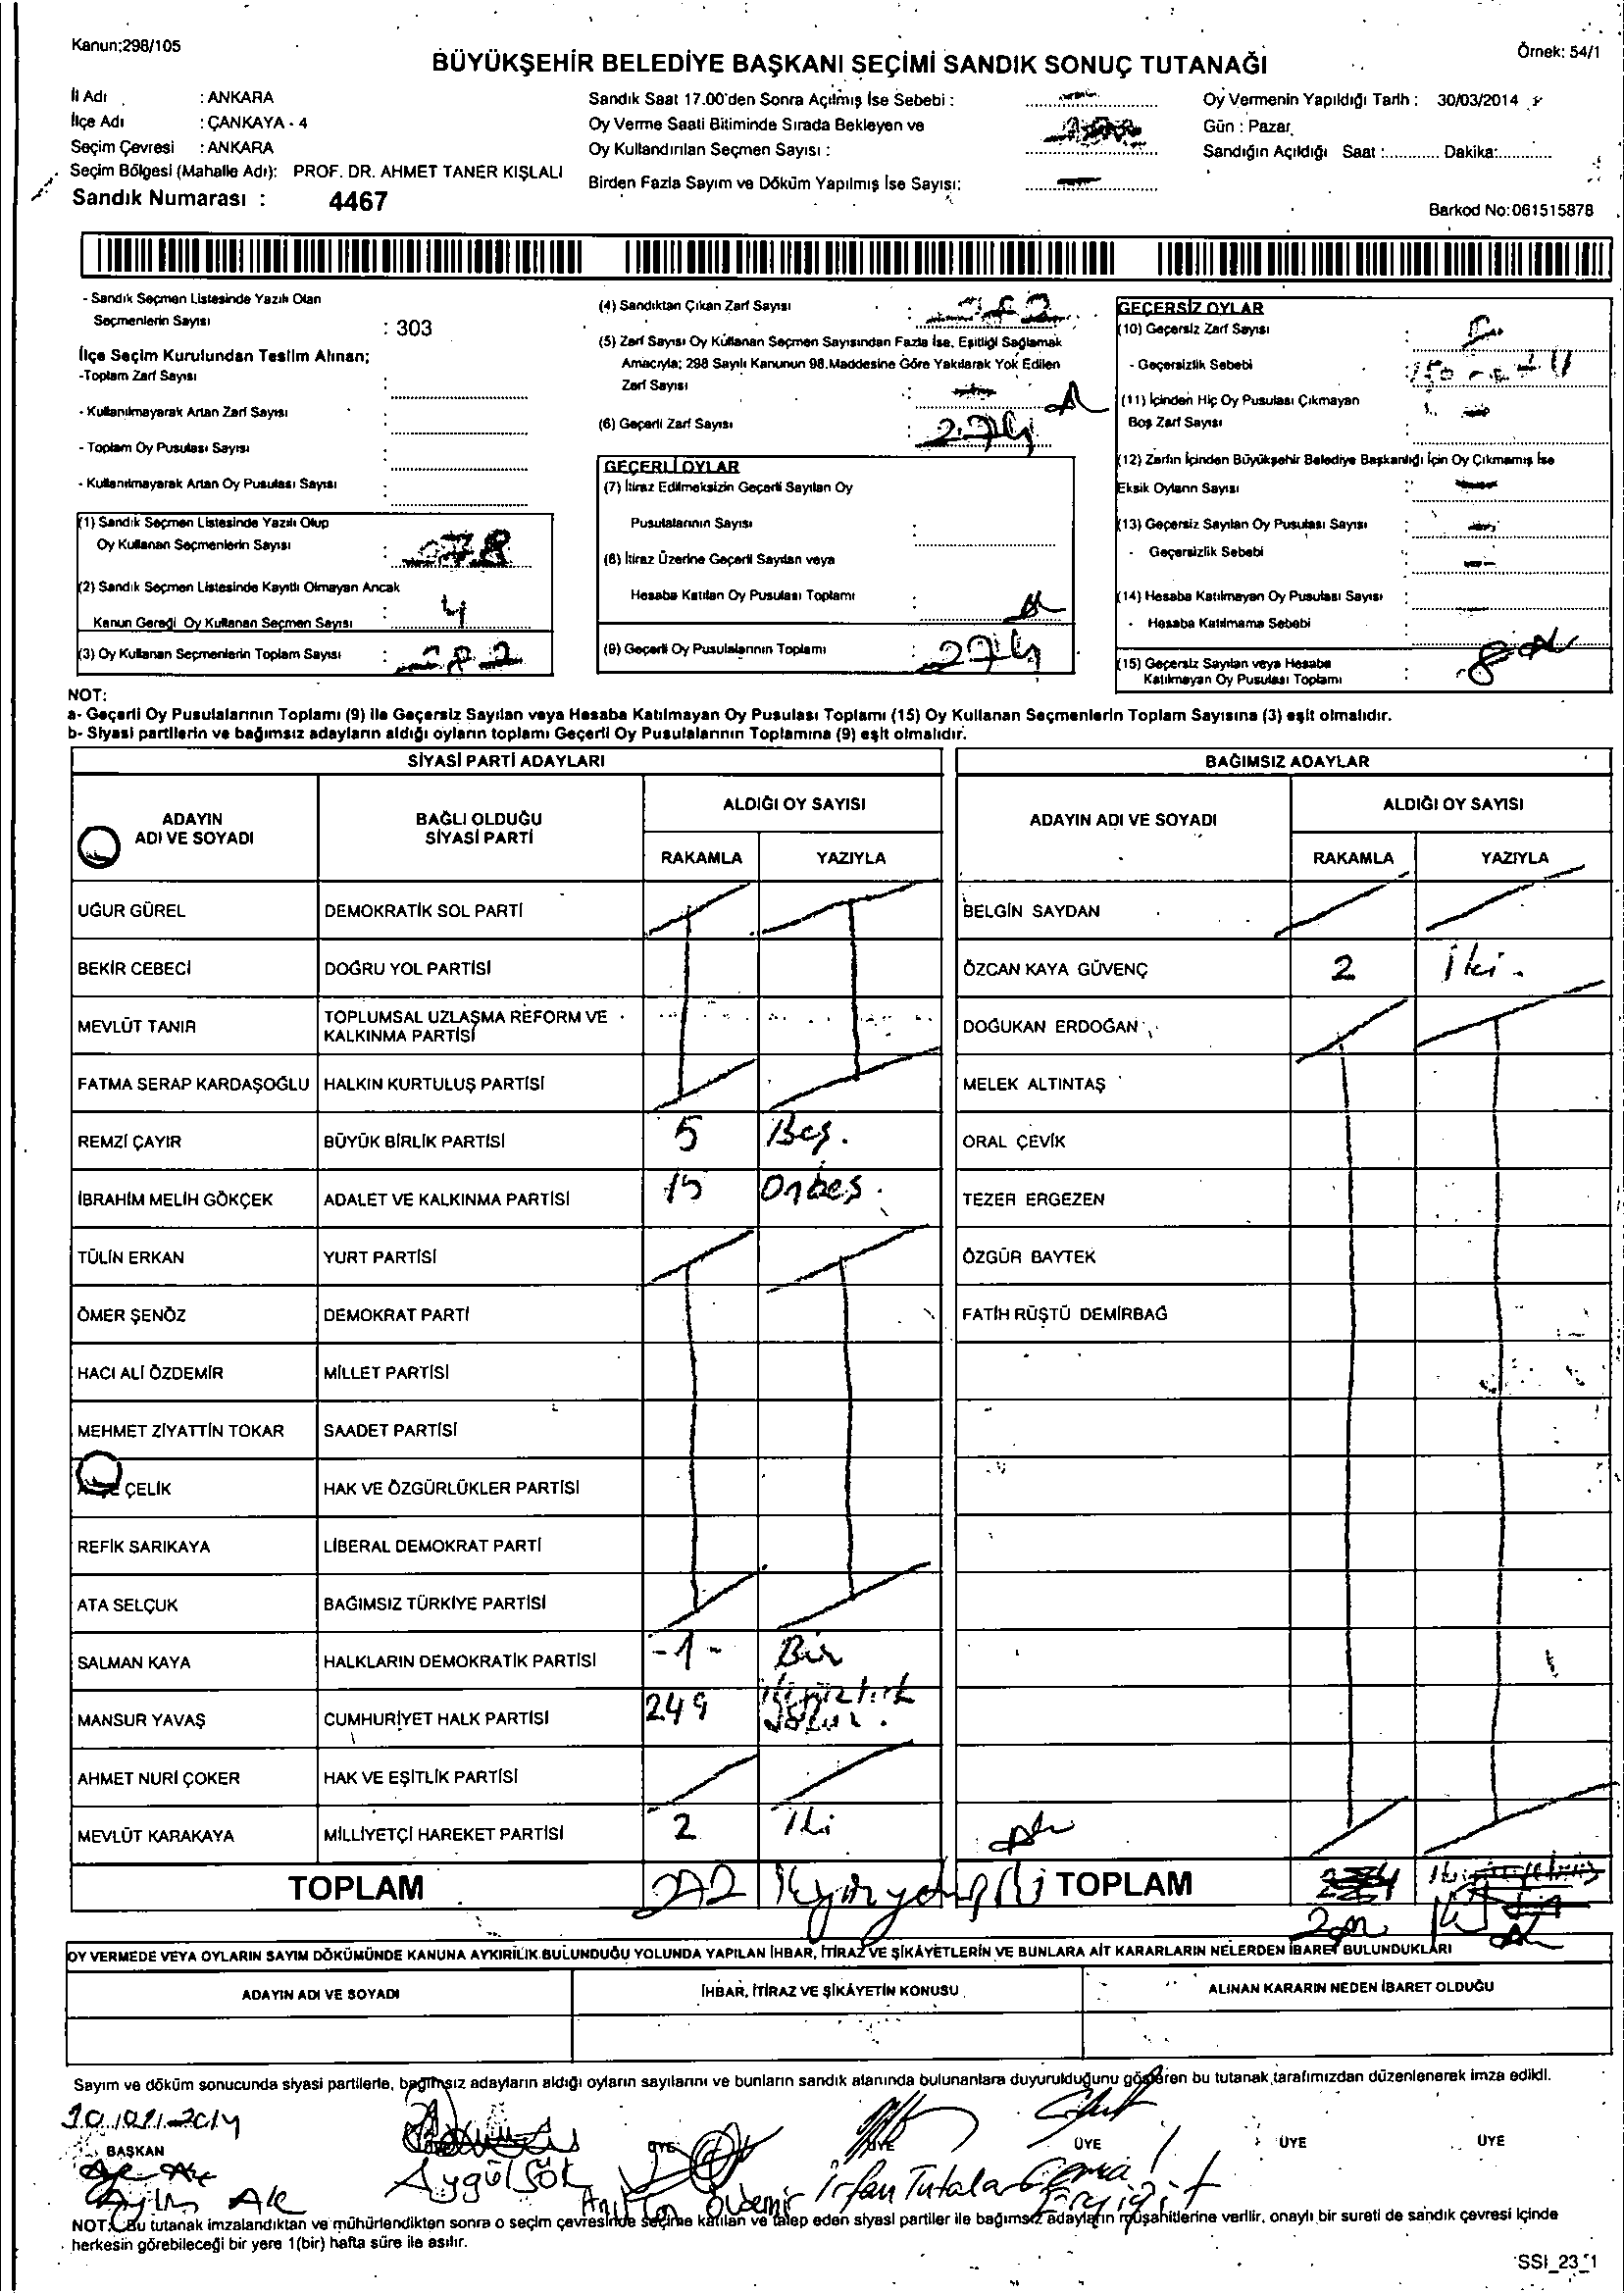 Kanun;298/105
Örnek: 54/1
BÜYÜKŞEHİR BELEDİYE BAŞKANI SEÇİMİ SANDIK SONUÇ TUTANAĞI
İl Adı : ANKARA
İlçe Adı : ÇANKAYA - 4
Seçim Çevresi : ANKARA
Seçim Bölgesi (Mahalle Adı): PROF. DR. AHMET TANER KIŞLALI
Sandık Numarası : 4467
Sandık Saat 17.00'den Sonra Açılmış İse Sebebi :
Oy Verme Saati Bitiminde Sırada Bekleyen ve
Oy Kullandırılan Seçmen Sayısı :
Birden Fazla Sayım ve Döküm Yapılmış İse Sayısı:
Oy Vermenin Yapıldığı Tarih : 30/03/2014
Gün : Pazar
Sandığın Açıldığı Saat :........... Dakika:...........
Barkod No:061515878
- Sandık Seçmen Listesinde Yazılı Olan
Seçmenlerin Sayısı : 303
İlçe Seçim Kurulundan Teslim Alınan;
-Toplam Zarf Sayısı :
- Kullanılmayarak Artan Zarf Sayısı :
- Toplam Oy Pusulası Sayısı :
- Kullanılmayarak Artan Oy Pusulası Sayısı :
(1) Sandık Seçmen Listesinde Yazılı Olup
Oy Kullanan Seçmenlerin Sayısı : 278
(2) Sandık Seçmen Listesinde Kayıtlı Olmayan Ancak
Kanun Gereği Oy Kullanan Seçmen Sayısı : 4
(3) Oy Kullanan Seçmenlerin Toplam Sayısı : 282
(4) Sandıktan Çıkan Zarf Sayısı : 282
(5) Zarf Sayısı Oy Kullanan Seçmen Sayısından Fazla İse, Eşitliği Sağlamak
Amacıyla; 298 Sayılı Kanunun 98.Maddesine Göre Yakılarak Yok Edilen
Zarf Sayısı :
(6) Geçerli Zarf Sayısı : 274
GEÇERLİ OYLAR
(7) İtiraz Edilmeksizin Geçerli Sayılan Oy
Pusulalarının Sayısı :
(8) İtiraz Üzerine Geçerli Sayılan veya
Hesaba Katılan Oy Pusulası Toplamı :
(9) Geçerli Oy Pusulalarının Toplamı : 274
GEÇERSİZ OYLAR
(10) Geçersiz Zarf Sayısı :
- Geçersizlik Sebebi :
(11) İçinden Hiç Oy Pusulası Çıkmayan
Boş Zarf Sayısı :
(12) Zarfın İçinden Büyükşehir Belediye Başkanlığı İçin Oy Çıkmamış İse
Eksik Oyların Sayısı :
(13) Geçersiz Sayılan Oy Pusulası Sayısı :
- Geçersizlik Sebebi :
(14) Hesaba Katılmayan Oy Pusulası Sayısı :
- Hesaba Katılmama Sebebi
(15) Geçersiz Sayılan veya Hesaba
Katılmayan Oy Pusulası Toplamı : 8
NOT:
a- Geçerli Oy Pusulalarının Toplamı (9) ile Geçersiz Sayılan veya Hesaba Katılmayan Oy Pusulası Toplamı (15) Oy Kullanan Seçmenlerin Toplam Sayısına (3) eşit olmalıdır.
b- Siyasi partilerin ve bağımsız adayların aldığı oyların toplamı Geçerli Oy Pusulalarının Toplamına (9) eşit olmalıdır.
SİYASİ PARTİ ADAYLARI
ADAYIN ADI VE SOYADI
BAĞLI OLDUĞU SİYASİ PARTİ
ALDIĞI OY SAYISI
RAKAMLA YAZIYLA
UĞUR GÜREL DEMOKRATİK SOL PARTİ
BEKİR CEBECİ DOĞRU YOL PARTİSİ
MEVLÜT TANIR TOPLUMSAL UZLAŞMA REFORM VE KALKINMA PARTİSİ
FATMA SERAP KARDAŞOĞLU HALKIN KURTULUŞ PARTİSİ
REMZİ ÇAYIR BÜYÜK BİRLİK PARTİSİ 5 Beş.
İBRAHİM MELİH GÖKÇEK ADALET VE KALKINMA PARTİSİ 15 Onbeş.
TÜLİN ERKAN YURT PARTİSİ
ÖMER ŞENÖZ DEMOKRAT PARTİ
HACI ALİ ÖZDEMİR MİLLET PARTİSİ
MEHMET ZİYATTİN TOKAR SAADET PARTİSİ
ÇELİK HAK VE ÖZGÜRLÜKLER PARTİSİ
REFİK SARIKAYA LİBERAL DEMOKRAT PARTİ
ATA SELÇUK BAĞIMSIZ TÜRKİYE PARTİSİ
SALMAN KAYA HALKLARIN DEMOKRATİK PARTİSİ -1- Bir
MANSUR YAVAŞ CUMHURİYET HALK PARTİSİ 249
AHMET NURİ ÇOKER HAK VE EŞİTLİK PARTİSİ
MEVLÜT KARAKAYA MİLLİYETÇİ HAREKET PARTİSİ 2 İki
TOPLAM 272
BAĞIMSIZ ADAYLAR
ADAYIN ADI VE SOYADI
ALDIĞI OY SAYISI
RAKAMLA YAZIYLA
BELGİN SAYDAN
ÖZCAN KAYA GÜVENÇ 2 İki.
DOĞUKAN ERDOĞAN
MELEK ALTINTAŞ
ORAL ÇEVİK
TEZER ERGEZEN
ÖZGÜR BAYTEK
FATİH RÜŞTÜ DEMİRBAĞ
TOPLAM 2
OY VERMEDE VEYA OYLARIN SAYIM DÖKÜMÜNDE KANUNA AYKIRILIK BULUNDUĞU YOLUNDA YAPILAN İHBAR, İTİRAZ VE ŞİKÂYETLERİN VE BUNLARA AİT KARARLARIN NELERDEN İBARET BULUNDUKLARI
ADAYIN ADI VE SOYADI İHBAR, İTİRAZ VE ŞİKÂYETİN KONUSU ALINAN KARARIN NEDEN İBARET OLDUĞU
Sayım ve döküm sonucunda siyasi partilerle, bağımsız adayların aldığı oyların sayılarını ve bunların sandık alanında bulunanlara duyurulduğunu gösteren bu tutanak tarafımızdan düzenlenerek imza edildi.
BAŞKAN ÜYE ÜYE ÜYE ÜYE ÜYE
NOT: Bu tutanak imzalandıktan ve mühürlendikten sonra o seçim çevresinde seçime katılan ve talep eden siyasi partiler ile bağımsız adayların müşahitlerine verilir, onaylı bir sureti de sandık çevresi içinde
herkesin görebileceği bir yere 1(bir) hafta süre ile asılır.
SSI_23_1